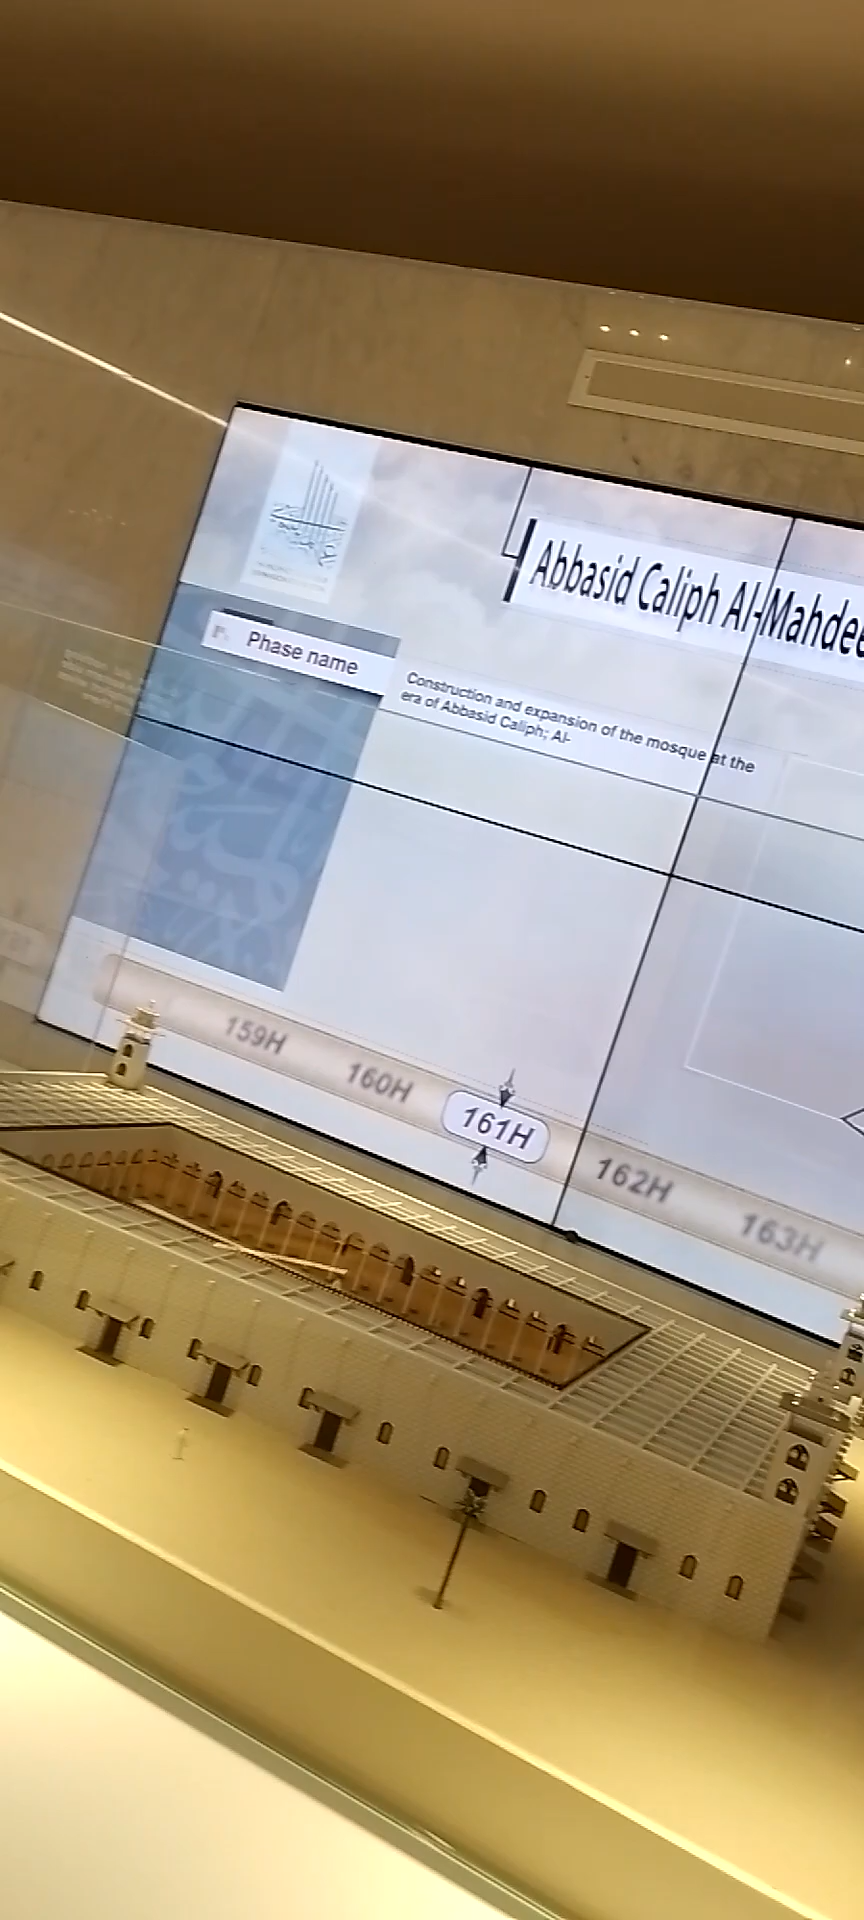 Abbasid Caliph Al-Mahdee
Phase name
Construction and expansion of the mosque at the
era of Abbasid Caliph; Al-
159H
160H
161H
162H
163H